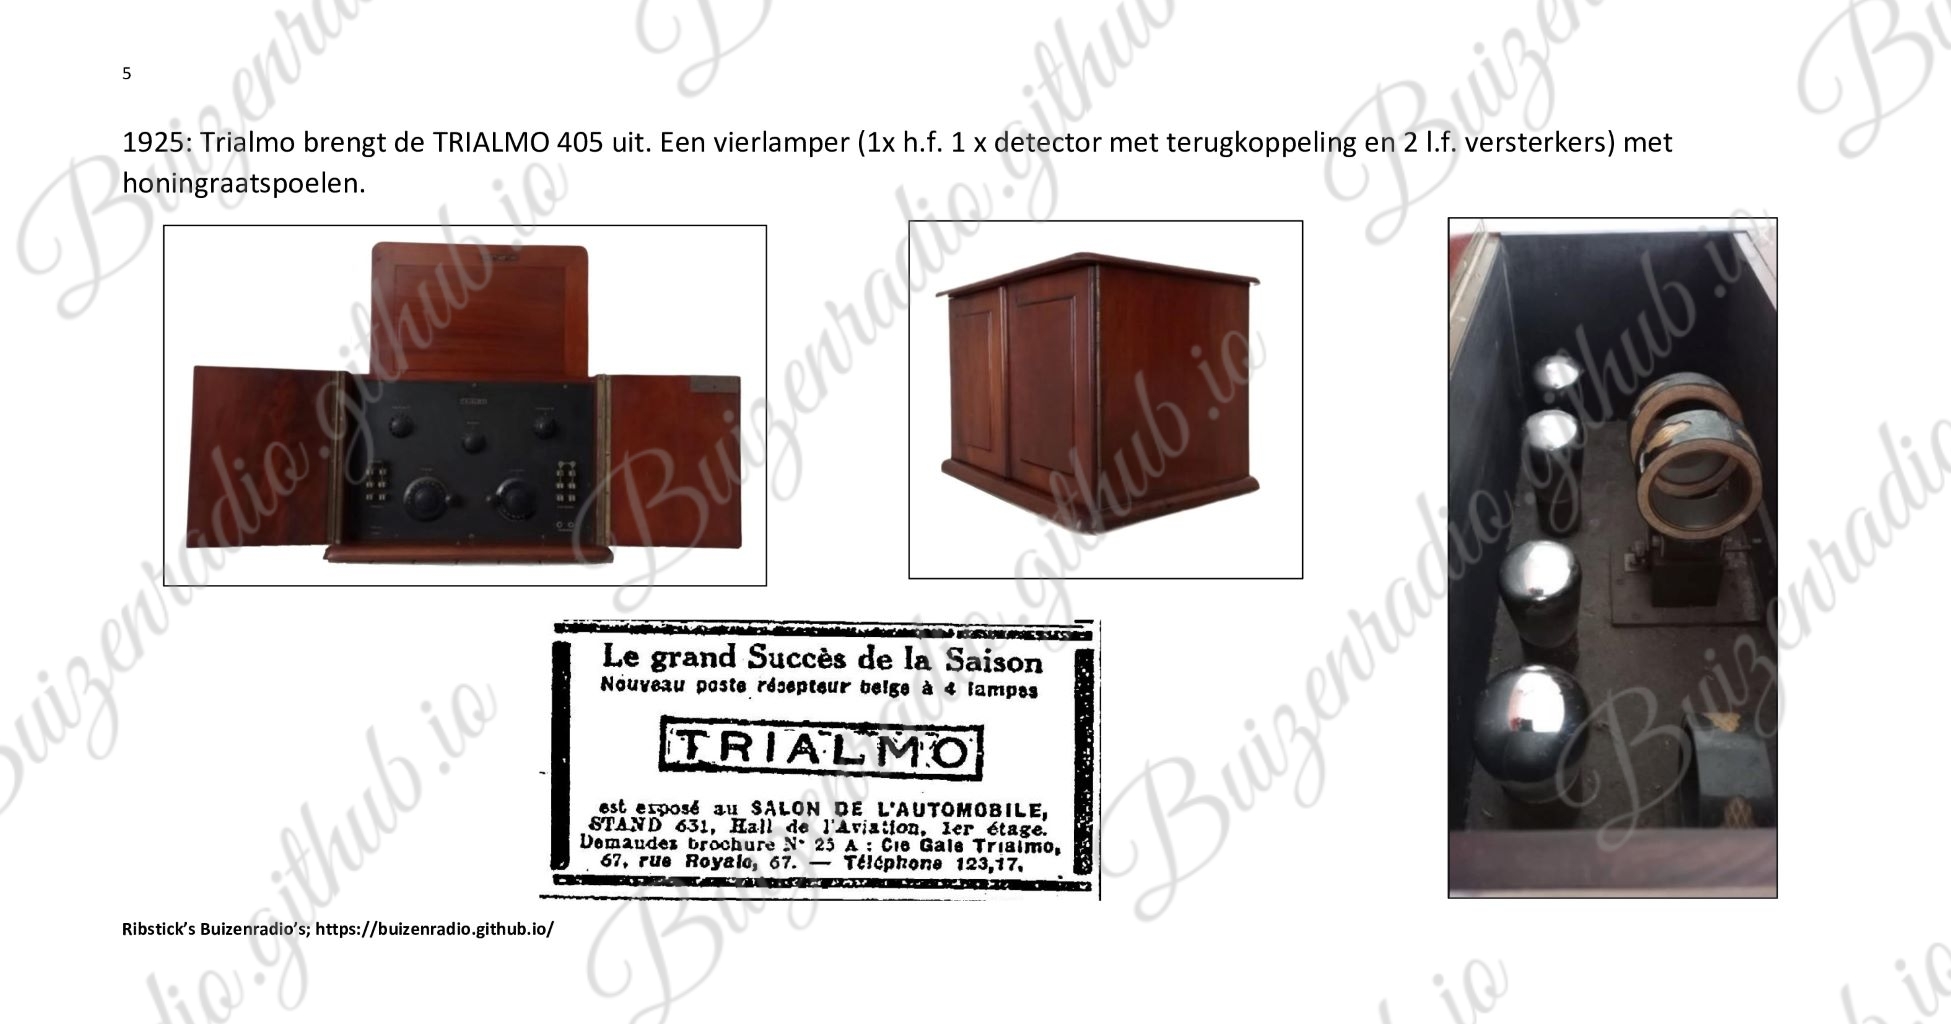 5
1925: Trialmo brengt de TRIALMO 405 uit. Een vierlamper (1x h.f. 1 x detector met terugkoppeling en 2 l.f. versterkers) met
honingraatspoelen.
Le grand Succès de la Saison
Nouveau poste récepteur belge à 4 lampes
TRIALMO
est exposé au SALON DE L'AUTOMOBILE,
STAND 631, Hall de l'Aviation, 1er étage.
Demandez brochure N° 25 A : Cie Gale Trialmo,
67, rue Royale, 67. — Téléphone 123,17.
Ribstick's Buizenradio's; https://buizenradio.github.io/
Buizenradio.github.io